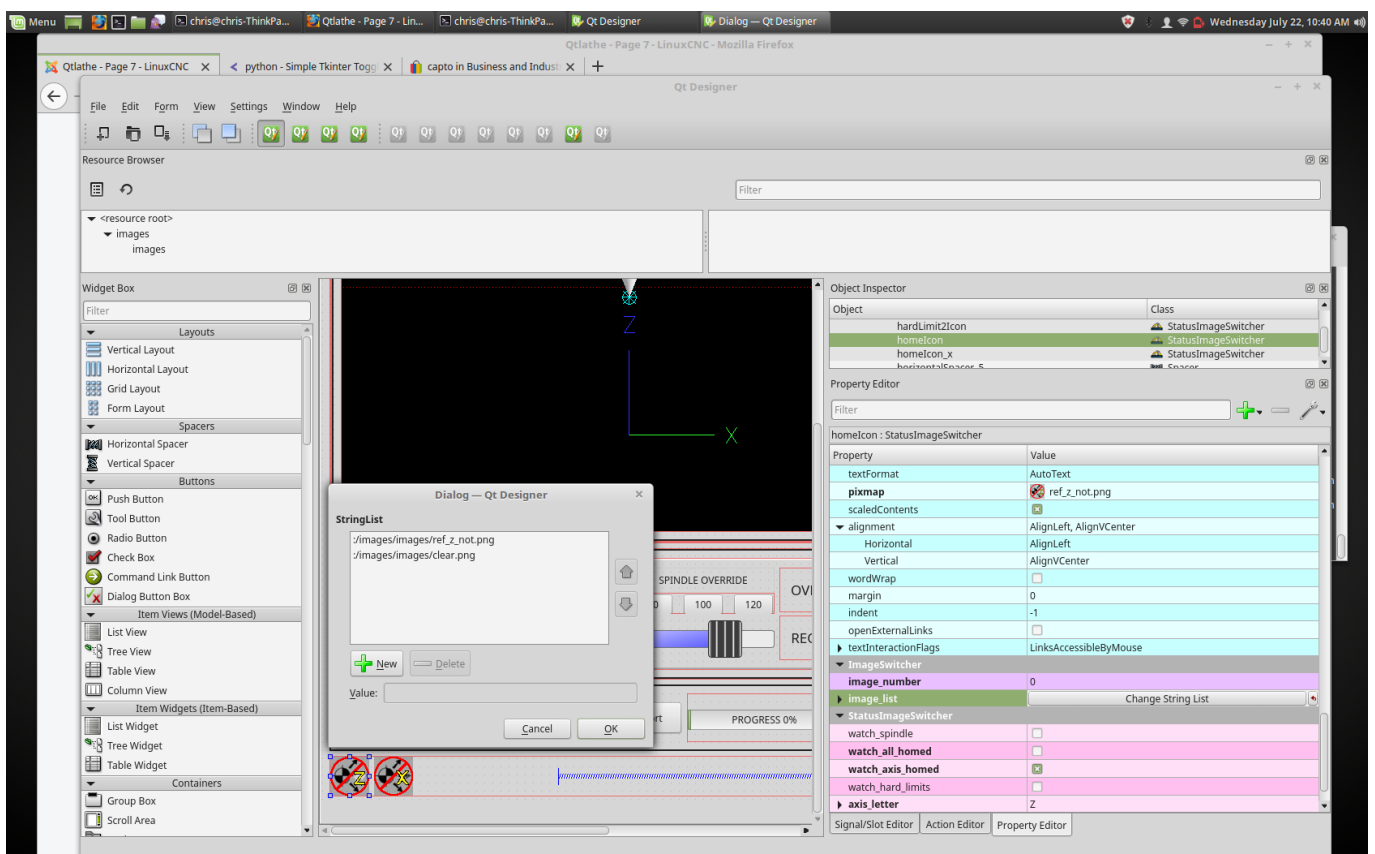 Menu chris@chris-ThinkPa... Qtlathe - Page 7 - Lin... chris@chris-ThinkPa... Qt Designer Dialog — Qt Designer Wednesday July 22, 10:40 AM
Qtlathe - Page 7 - LinuxCNC - Mozilla Firefox
Qtlathe - Page 7 - LinuxCNC python - Simple Tkinter Togg capto in Business and Indust
Qt Designer
File Edit Form View Settings Window Help
Resource Browser
Filter
<resource root>
images
images
Widget Box
Filter
Layouts
Vertical Layout
Horizontal Layout
Grid Layout
Form Layout
Spacers
Horizontal Spacer
Vertical Spacer
Buttons
OK Push Button
Tool Button
Radio Button
Check Box
Command Link Button
Dialog Button Box
Item Views (Model-Based)
List View
Tree View
Table View
Column View
Item Widgets (Item-Based)
List Widget
Tree Widget
Table Widget
Containers
Group Box
Scroll Area
Z
X
Dialog — Qt Designer
StringList
:/images/images/ref_z_not.png
:/images/images/clear.png
New Delete
Value:
Cancel OK
SPINDLE OVERRIDE
0 100 120
OVI
REC
rt PROGRESS 0%
Z X
Object Inspector
Object Class
hardLimit2Icon StatusImageSwitcher
homeIcon StatusImageSwitcher
homeIcon_x StatusImageSwitcher
horizontalSpacer_5 Spacer
Property Editor
Filter
homeIcon : StatusImageSwitcher
Property Value
textFormat AutoText
pixmap ref_z_not.png
scaledContents
alignment AlignLeft, AlignVCenter
Horizontal AlignLeft
Vertical AlignVCenter
wordWrap
margin 0
indent -1
openExternalLinks
textInteractionFlags LinksAccessibleByMouse
ImageSwitcher
image_number 0
image_list Change String List
StatusImageSwitcher
watch_spindle
watch_all_homed
watch_axis_homed
watch_hard_limits
axis_letter Z
Signal/Slot Editor Action Editor Property Editor